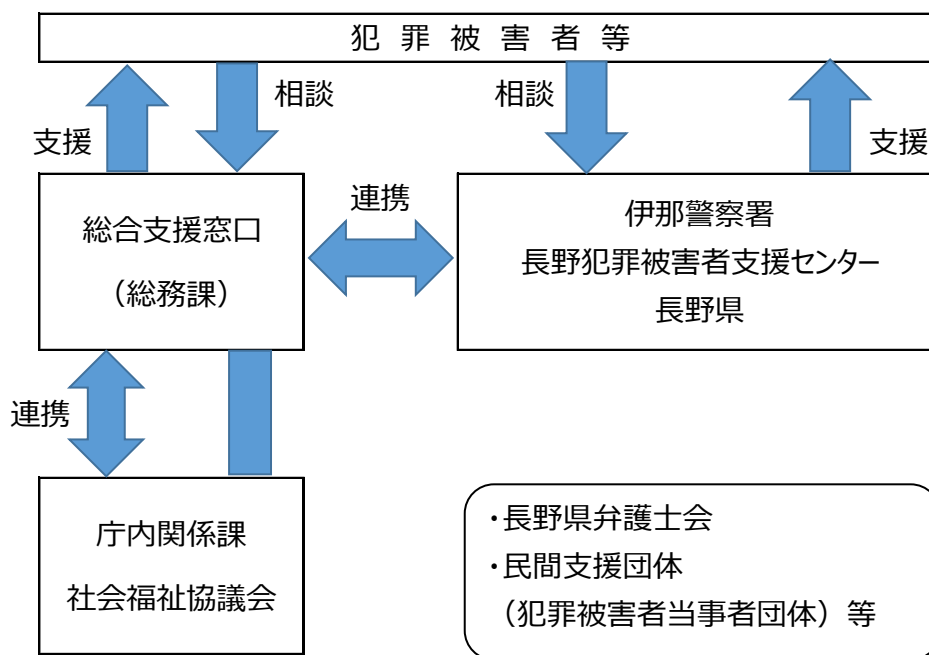 犯罪被害者等
支援
相談
相談
支援
総合支援窓口
（総務課）
連携
伊那警察署
長野犯罪被害者支援センター
長野県
連携
庁内関係課
社会福祉協議会
・長野県弁護士会
・民間支援団体
（犯罪被害者当事者団体）等